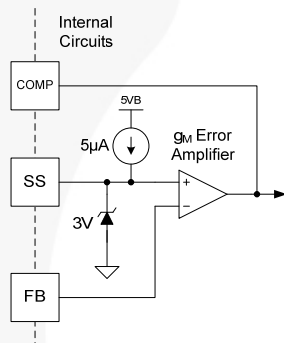 Internal
Circuits
COMP
5VB
5µA
gM Error
Amplifier
SS
+
−
3V
FB